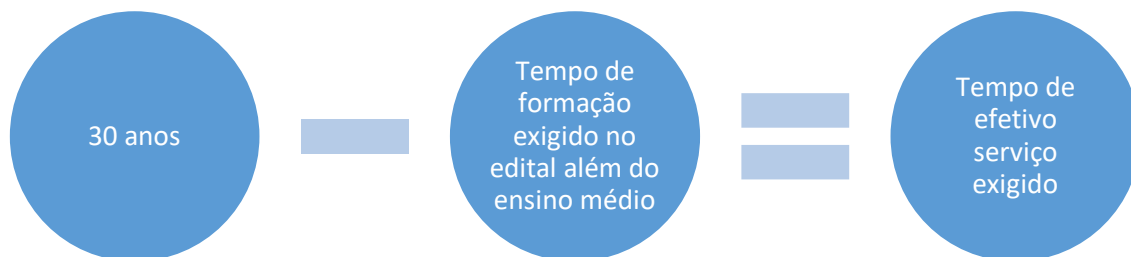 30 anos
Tempo de
formação
exigido no
edital além do
ensino médio
Tempo de
efetivo
serviço
exigido